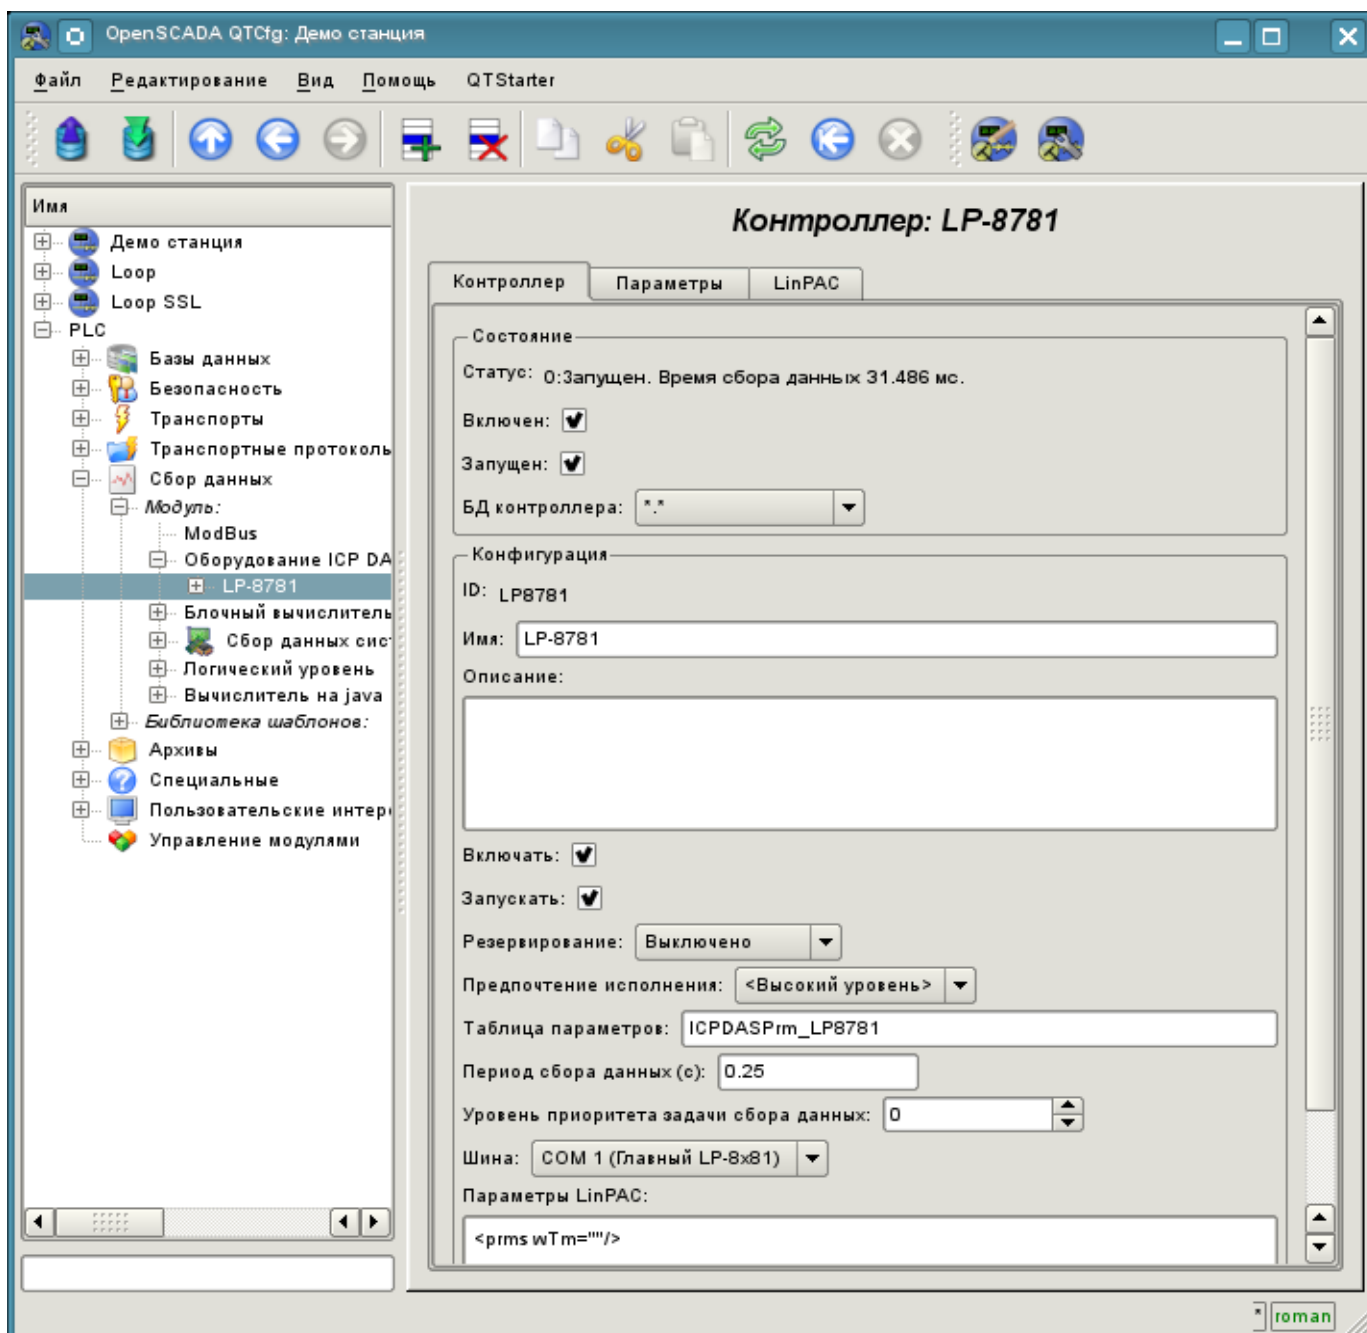 OpenSCADA QTCfg: Демо станция
Файл Редактирование Вид Помощь QTStarter
Имя
Демо станция
Loop
Loop SSL
PLC
Базы данных
Безопасность
Транспорты
Транспортные протоколь
Сбор данных
Модуль:
ModBus
Оборудование ICP DA
LP-8781
Блочный вычислитель
Сбор данных сис
Логический уровень
Вычислитель на java
Библиотека шаблонов:
Архивы
Специальные
Пользовательские интер
Управление модулями
Контроллер: LP-8781
Контроллер Параметры LinPAC
Состояние
Статус: 0:Запущен. Время сбора данных 31.486 мс.
Включен:
Запущен:
БД контроллера: *.*
Конфигурация
ID: LP8781
Имя: LP-8781
Описание:
Включать:
Запускать:
Резервирование: Выключено
Предпочтение исполнения: <Высокий уровень>
Таблица параметров: ICPDASPrm_LP8781
Период сбора данных (с): 0.25
Уровень приоритета задачи сбора данных: 0
Шина: COM 1 (Главный LP-8x81)
Параметры LinPAC:
<prms wTm=""/>
* roman